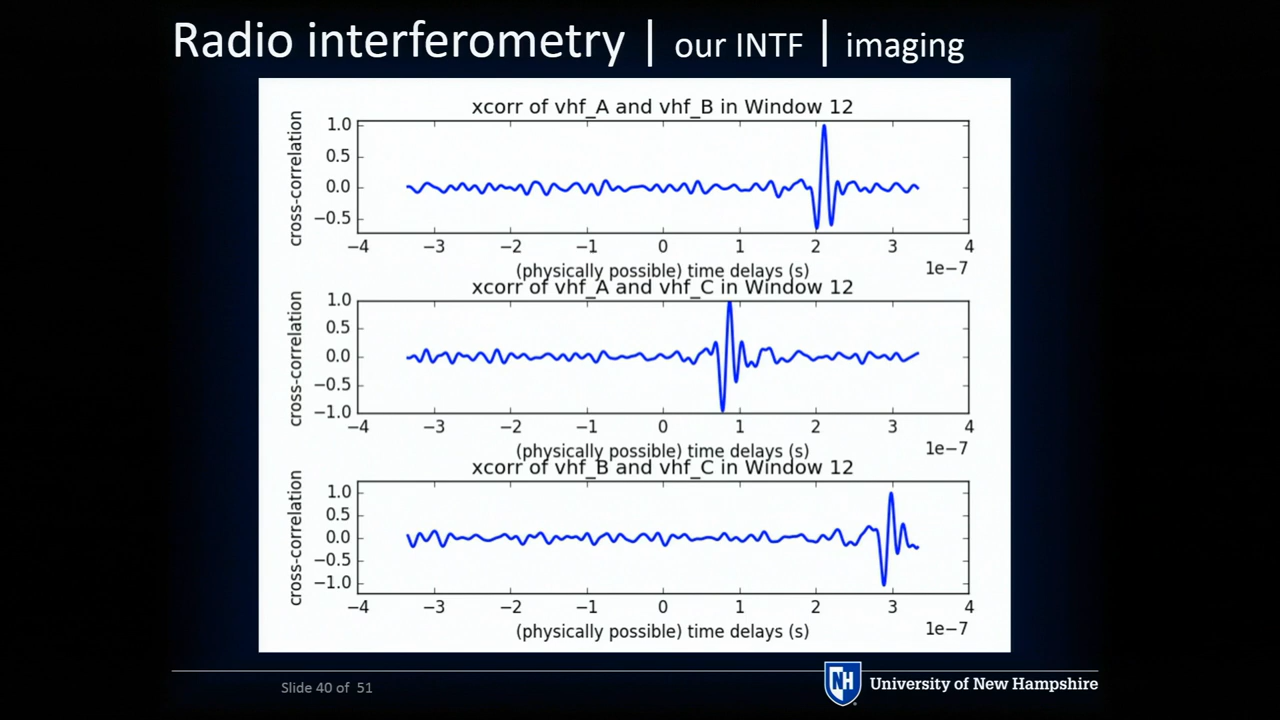 Radio interferometry | our INTF | imaging
xcorr of vhf_A and vhf_B in Window 12
cross-correlation
1.0
0.5
0.0
−0.5
−4 −3 −2 −1 0 1 2 3 4
(physically possible) time delays (s) 1e−7
xcorr of vhf_A and vhf_C in Window 12
cross-correlation
1.0
0.5
0.0
−0.5
−1.0
−4 −3 −2 −1 0 1 2 3 4
(physically possible) time delays (s) 1e−7
xcorr of vhf_B and vhf_C in Window 12
cross-correlation
1.0
0.5
0.0
−0.5
−1.0
−4 −3 −2 −1 0 1 2 3 4
(physically possible) time delays (s) 1e−7
Slide 40 of 51
NH University of New Hampshire